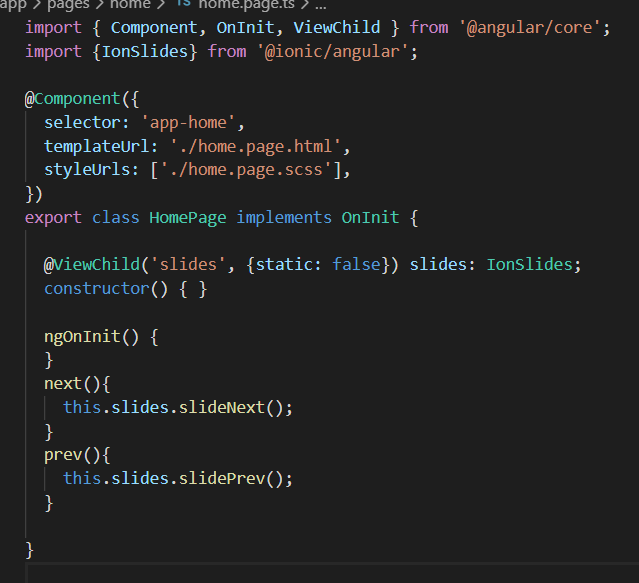 app > pages > home > TS home.page.ts > ...
import { Component, OnInit, ViewChild } from '@angular/core';
import {IonSlides} from '@ionic/angular';
@Component({
  selector: 'app-home',
  templateUrl: './home.page.html',
  styleUrls: ['./home.page.scss'],
})
export class HomePage implements OnInit {
  @ViewChild('slides', {static: false}) slides: IonSlides;
  constructor() { }
  ngOnInit() {
  }
  next(){
    this.slides.slideNext();
  }
  prev(){
    this.slides.slidePrev();
  }
}